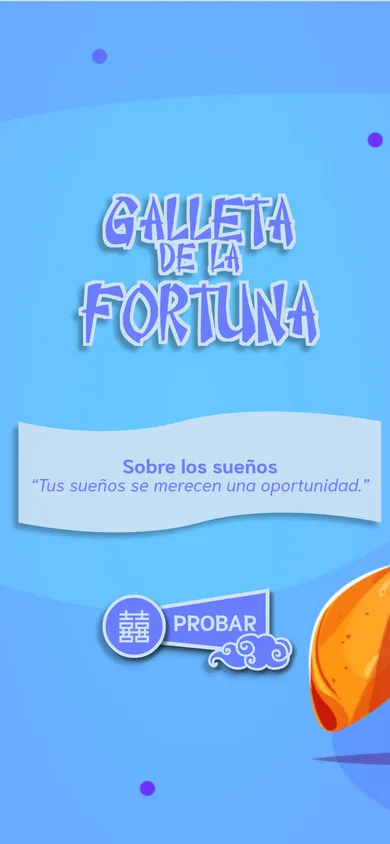 GALLETA
DE LA
FORTUNA
Sobre los sueños
“Tus sueños se merecen una oportunidad.”
囍
PROBAR